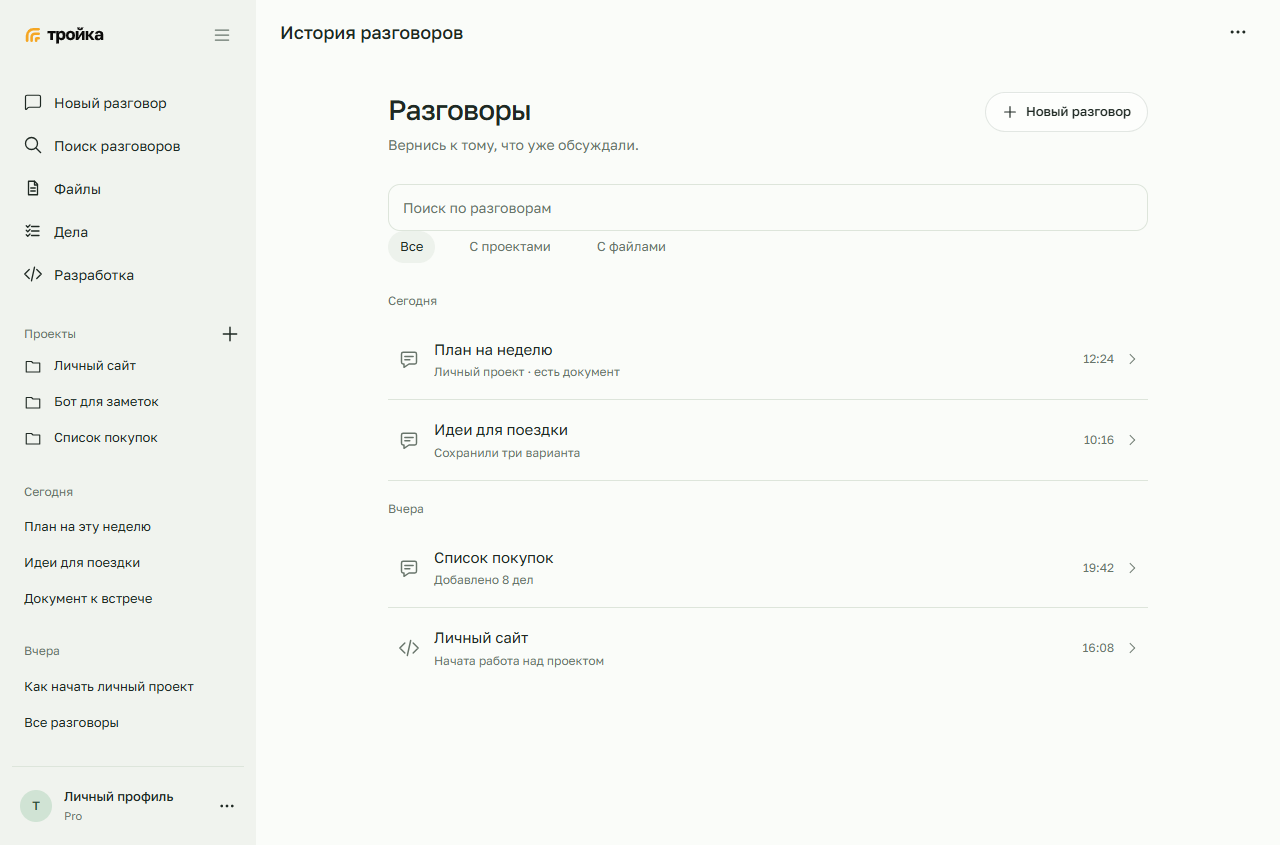 тройка
Новый разговор
Поиск разговоров
Файлы
Дела
Разработка
Проекты
Личный сайт
Бот для заметок
Список покупок
Сегодня
План на эту неделю
Идеи для поездки
Документ к встрече
Вчера
Как начать личный проект
Все разговоры
Т
Личный профиль
Pro
История разговоров
Разговоры
Новый разговор
Вернись к тому, что уже обсуждали.
Поиск по разговорам
Все С проектами С файлами
Сегодня
План на неделю
Личный проект · есть документ
12:24
Идеи для поездки
Сохранили три варианта
10:16
Вчера
Список покупок
Добавлено 8 дел
19:42
Личный сайт
Начата работа над проектом
16:08